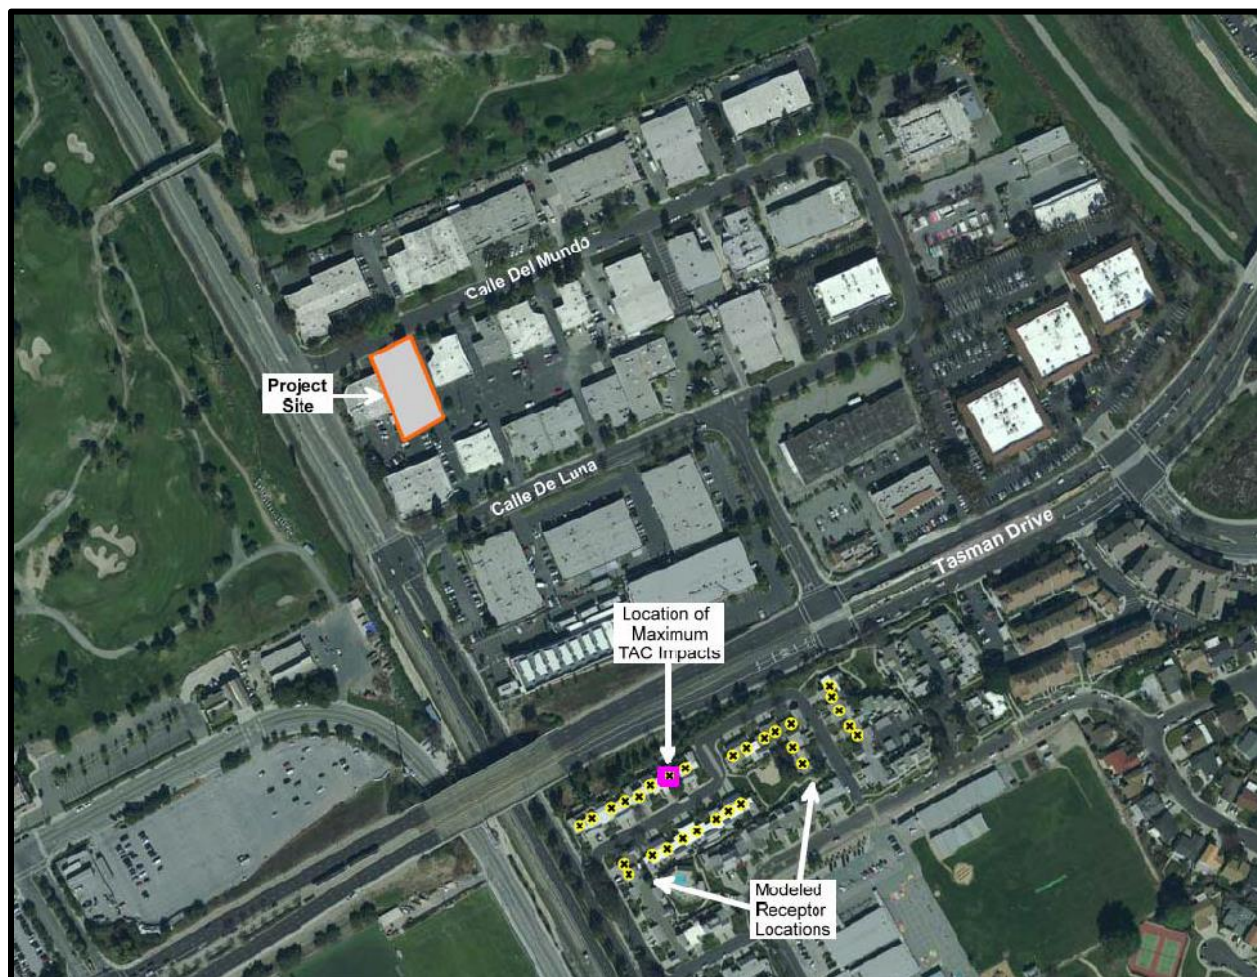 Calle Del Mundo
Project
Site
Calle De Luna
Tasman Drive
Location of
Maximum
TAC Impacts
Modeled
Receptor
Locations